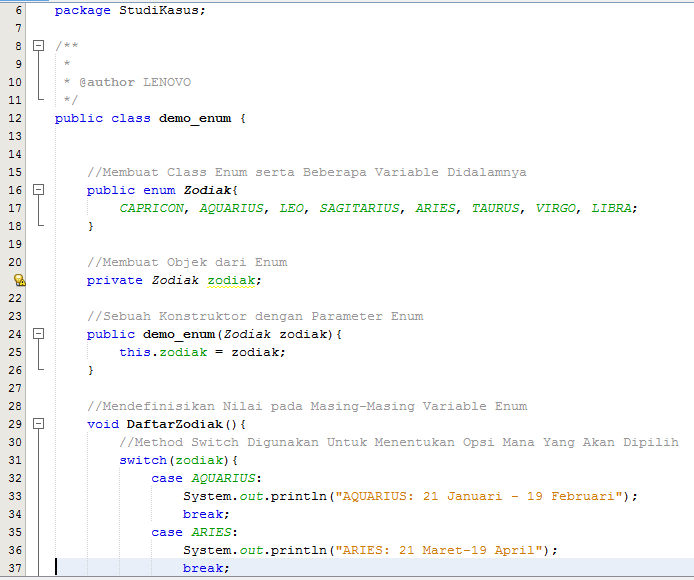 6 package StudiKasus;
7
8 /**
9 *
10 * @author LENOVO
11 */
12 public class demo_enum {
13
14
15 //Membuat Class Enum serta Beberapa Variable Didalamnya
16 public enum Zodiak{
17 CAPRICON, AQUARIUS, LEO, SAGITARIUS, ARIES, TAURUS, VIRGO, LIBRA;
18 }
19
20 //Membuat Objek dari Enum
private Zodiak zodiak;
22
23 //Sebuah Konstruktor dengan Parameter Enum
24 public demo_enum(Zodiak zodiak){
25 this.zodiak = zodiak;
26 }
27
28 //Mendefinisikan Nilai pada Masing-Masing Variable Enum
29 void DaftarZodiak(){
30 //Method Switch Digunakan Untuk Menentukan Opsi Mana Yang Akan Dipilih
31 switch(zodiak){
32 case AQUARIUS:
33 System.out.println("AQUARIUS: 21 Januari - 19 Februari");
34 break;
35 case ARIES:
36 System.out.println("ARIES: 21 Maret-19 April");
37 break;